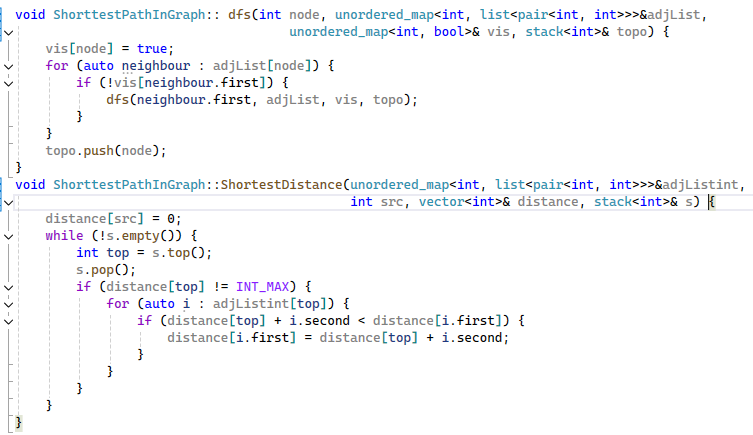 void ShorttestPathInGraph:: dfs(int node, unordered_map<int, list<pair<int, int>>>&adjList,
                                    unordered_map<int, bool>& vis, stack<int>& topo) {
    vis[node] = true;
    for (auto neighbour : adjList[node]) {
        if (!vis[neighbour.first]) {
            dfs(neighbour.first, adjList, vis, topo);
        }
    }
    topo.push(node);
}
void ShorttestPathInGraph::ShortestDistance(unordered_map<int, list<pair<int, int>>>&adjListint,
                                            int src, vector<int>& distance, stack<int>& s) {
    distance[src] = 0;
    while (!s.empty()) {
        int top = s.top();
        s.pop();
        if (distance[top] != INT_MAX) {
            for (auto i : adjListint[top]) {
                if (distance[top] + i.second < distance[i.first]) {
                    distance[i.first] = distance[top] + i.second;
                }
            }
        }
    }
}